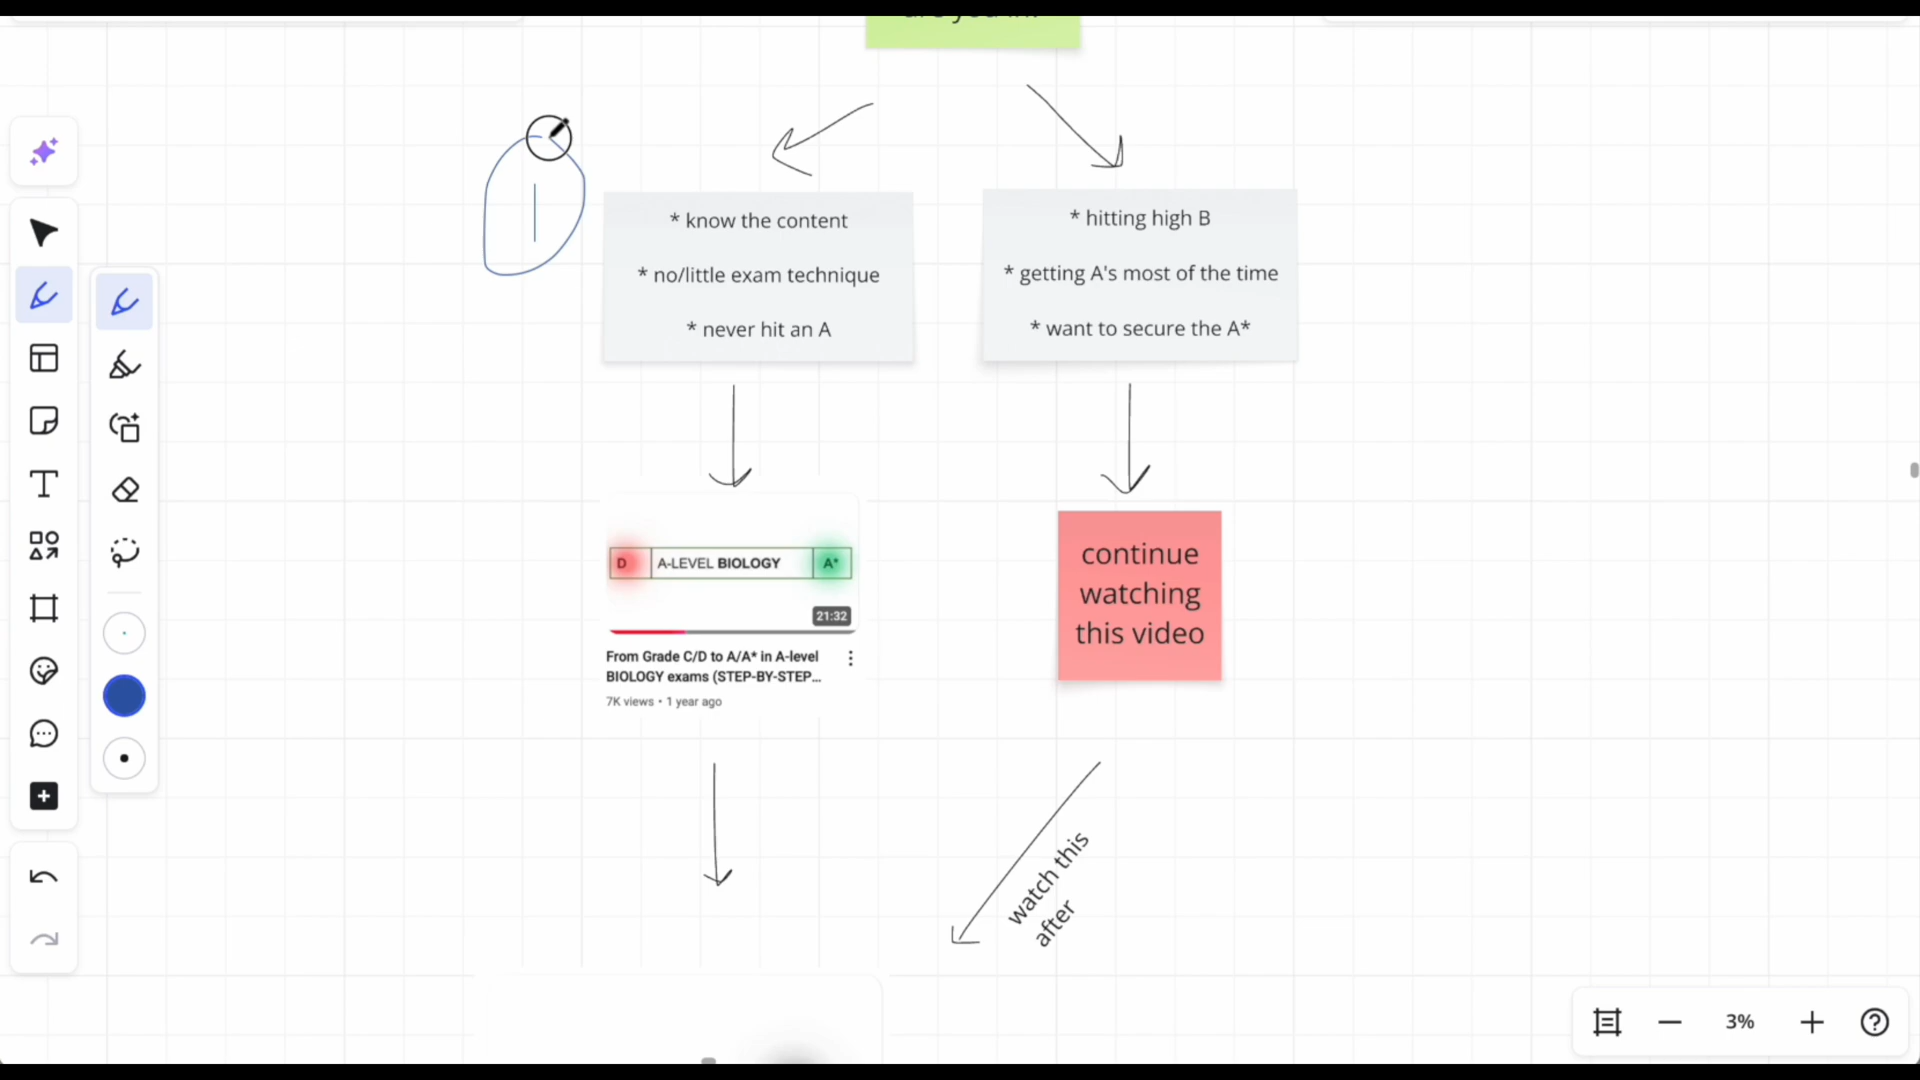 * know the content
* no/little exam technique
* never hit an A
* hitting high B
* getting A's most of the time
* want to secure the A*
D A-LEVEL BIOLOGY A*
21:32
From Grade C/D to A/A* in A-level
BIOLOGY exams (STEP-BY-STEP...
7K views • 1 year ago
continue
watching
this video
watch this
after
3%